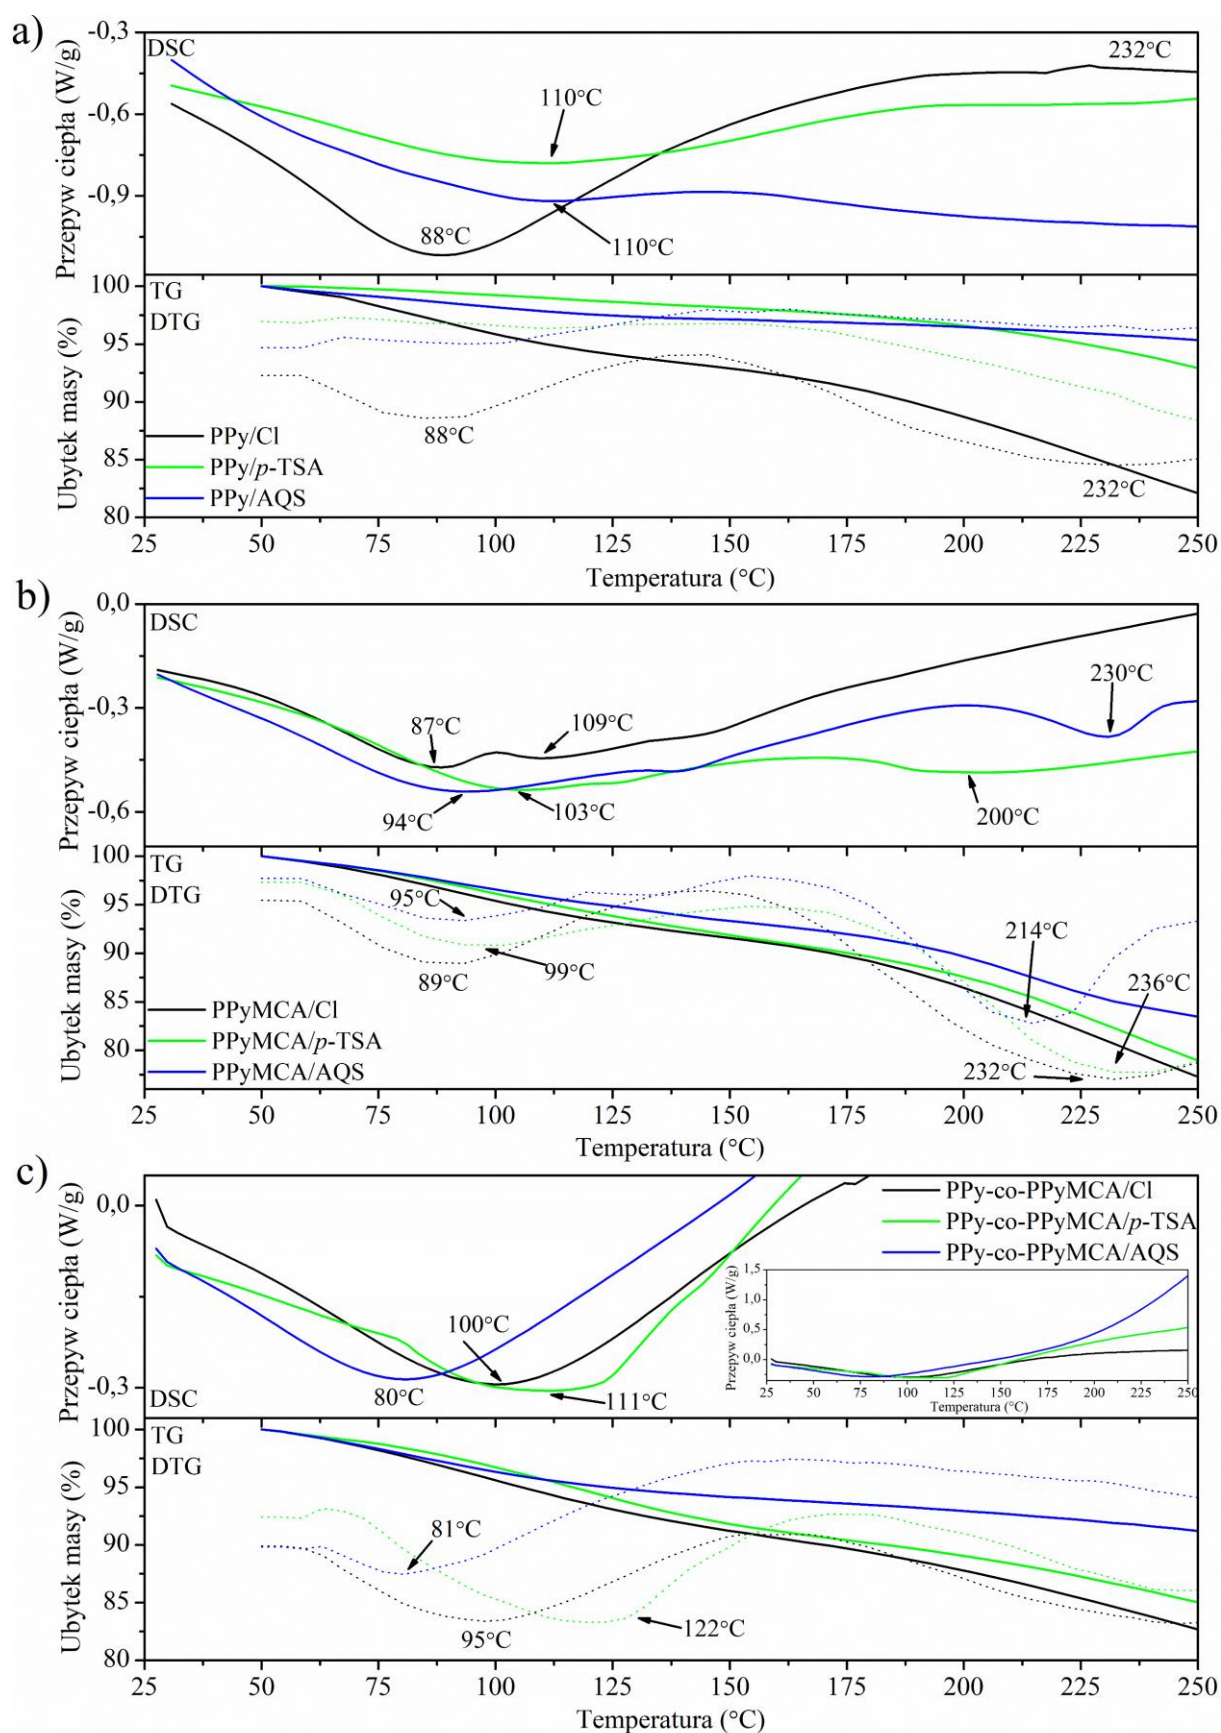 a)
-0,3
DSC
232°C
110°C
-0,6
-0,9
88°C
110°C
Przepyw ciepła (W/g)
100
TG
DTG
95
90
PPy/Cl
88°C
85
PPy/p-TSA
PPy/AQS
232°C
80
Ubytek masy (%)
25 50 75 100 125 150 175 200 225 250
Temperatura (°C)
b)
0,0
DSC
230°C
-0,3
87°C
109°C
-0,6
94°C
103°C
200°C
Przepyw ciepła (W/g)
100
TG
DTG
95
95°C
90
214°C
89°C
99°C
236°C
85
PPyMCA/Cl
PPyMCA/p-TSA
80
PPyMCA/AQS
232°C
Ubytek masy (%)
25 50 75 100 125 150 175 200 225 250
Temperatura (°C)
c)
0,0
PPy-co-PPyMCA/Cl
PPy-co-PPyMCA/p-TSA
PPy-co-PPyMCA/AQS
1,5
1,0
0,5
0,0
Przepyw ciepła (W/g)
25 50 75 100 125 150 175 200 225 250
Temperatura (°C)
100°C
-0,3
DSC
80°C
111°C
Przepyw ciepła (W/g)
100
TG
DTG
95
81°C
90
85
95°C
122°C
80
Ubytek masy (%)
25 50 75 100 125 150 175 200 225 250
Temperatura (°C)